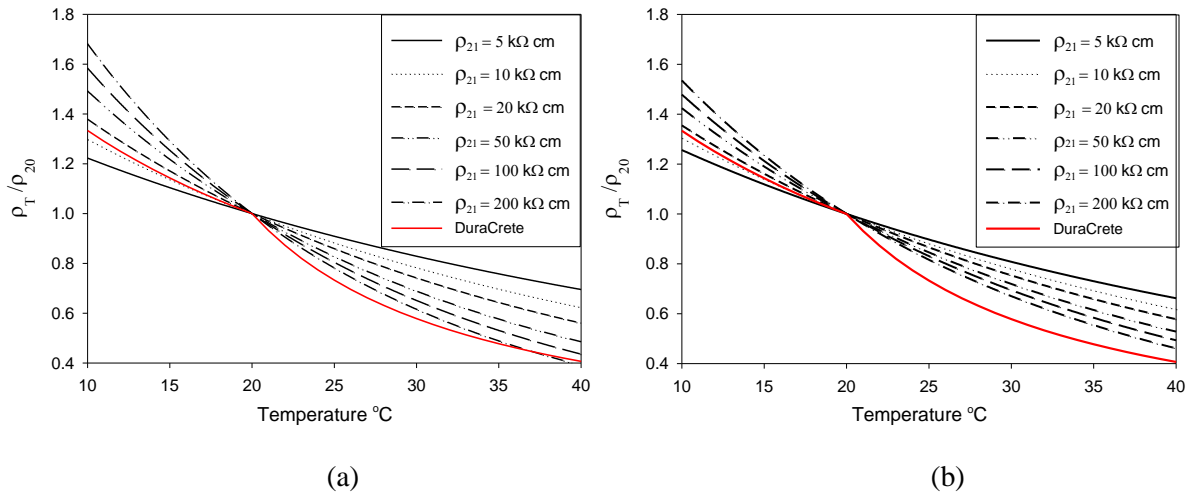 1.8
1.6
1.4
1.2
1.0
0.8
0.6
0.4
ρT /ρ20
10 15 20 25 30 35 40
Temperature oC
ρ21 = 5 kΩ cm
ρ21 = 10 kΩ cm
ρ21 = 20 kΩ cm
ρ21 = 50 kΩ cm
ρ21 = 100 kΩ cm
ρ21 = 200 kΩ cm
DuraCrete
(a)
1.8
1.6
1.4
1.2
1.0
0.8
0.6
0.4
ρT /ρ20
10 15 20 25 30 35 40
Temperature oC
ρ21 = 5 kΩ cm
ρ21 = 10 kΩ cm
ρ21 = 20 kΩ cm
ρ21 = 50 kΩ cm
ρ21 = 100 kΩ cm
ρ21 = 200 kΩ cm
DuraCrete
(b)